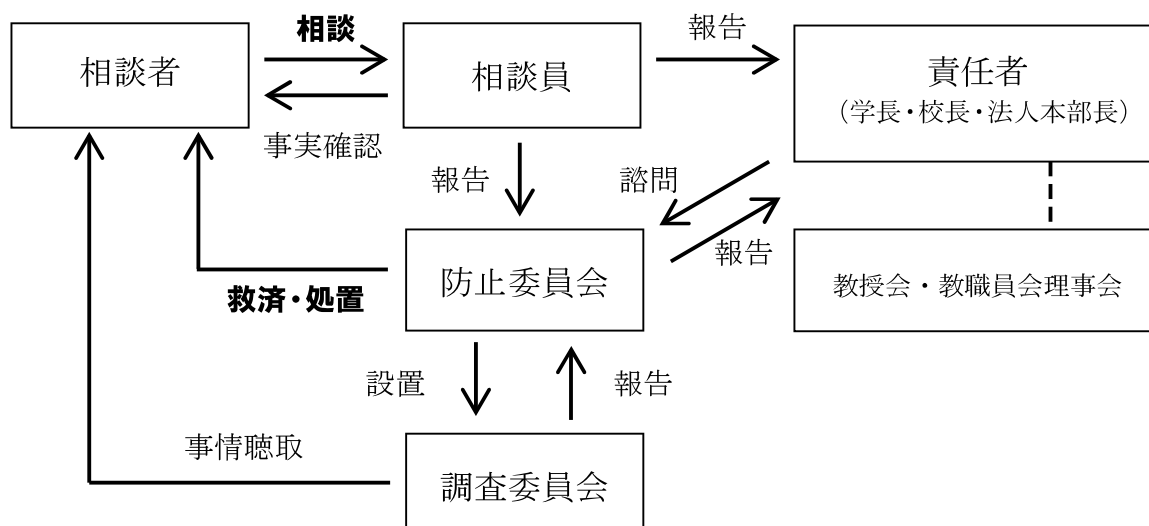 相談
報告
相談者
相談員
責任者
（学長・校長・法人本部長）
事実確認
報告
諮問
報告
防止委員会
教授会・教職員会理事会
救済・処置
設置
報告
事情聴取
調査委員会